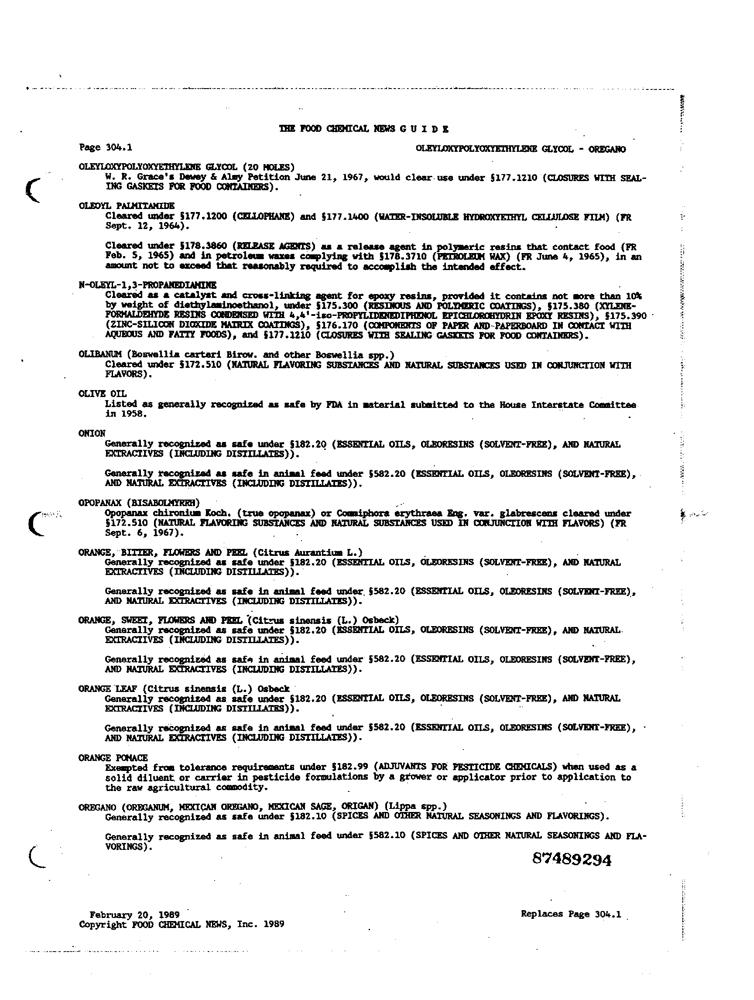 THE FOOD CHEMICAL NEWS G U I D E
Page 304.1
OLEYLOXYPOLYOXYETHYLENE GLYCOL - OREGANO
OLEYLOXYPOLYOXYETHYLENE GLYCOL (20 MOLES)
W. R. Grace's Dewey & Almy Petition June 21, 1967, would clear use under §177.1210 (CLOSURES WITH SEAL-
ING GASKETS FOR FOOD CONTAINERS).
OLEOYL PALMITAMIDE
Cleared under §177.1200 (CELLOPHANE) and §177.1400 (WATER-INSOLUBLE HYDROXYETHYL CELLULOSE FILM) (FR
Sept. 12, 1964).
Cleared under §178.3860 (RELEASE AGENTS) as a release agent in polymeric resins that contact food (FR
Feb. 5, 1965) and in petroleum waxes complying with §178.3710 (PETROLEUM WAX) (FR June 4, 1965), in an
amount not to exceed that reasonably required to accomplish the intended effect.
N-OLEYL-1,3-PROPANEDIAMINE
Cleared as a catalyst and cross-linking agent for epoxy resins, provided it contains not more than 10%
by weight of diethylaminoethanol, under §175.300 (RESINOUS AND POLYMERIC COATINGS), §175.380 (XYLENE-
FORMALDEHYDE RESINS CONDENSED WITH 4,4'-iso-PROPYLIDENEDIPHENOL EPICHLOROHYDRIN EPOXY RESINS), §175.390
(ZINC-SILICON DIOXIDE MATRIX COATINGS), §176.170 (COMPONENTS OF PAPER AND PAPERBOARD IN CONTACT WITH
AQUEOUS AND FATTY FOODS), and §177.1210 (CLOSURES WITH SEALING GASKETS FOR FOOD CONTAINERS).
OLIBANUM (Boswellia carteri Birow. and other Boswellia spp.)
Cleared under §172.510 (NATURAL FLAVORING SUBSTANCES AND NATURAL SUBSTANCES USED IN CONJUNCTION WITH
FLAVORS).
OLIVE OIL
Listed as generally recognized as safe by FDA in material submitted to the House Interstate Committee
in 1958.
ONION
Generally recognized as safe under §182.20 (ESSENTIAL OILS, OLEORESINS (SOLVENT-FREE), AND NATURAL
EXTRACTIVES (INCLUDING DISTILLATES)).
Generally recognized as safe in animal feed under §582.20 (ESSENTIAL OILS, OLEORESINS (SOLVENT-FREE),
AND NATURAL EXTRACTIVES (INCLUDING DISTILLATES)).
OPOPANAX (BISABOLMYRRH)
Opopanax chironium Koch. (true opopanax) or Commiphora erythraea Eng. var. glabrescens cleared under
§172.510 (NATURAL FLAVORING SUBSTANCES AND NATURAL SUBSTANCES USED IN CONJUNCTION WITH FLAVORS) (FR
Sept. 6, 1967).
ORANGE, BITTER, FLOWERS AND PEEL (Citrus Aurantium L.)
Generally recognized as safe under §182.20 (ESSENTIAL OILS, OLEORESINS (SOLVENT-FREE), AND NATURAL
EXTRACTIVES (INCLUDING DISTILLATES)).
Generally recognized as safe in animal feed under §582.20 (ESSENTIAL OILS, OLEORESINS (SOLVENT-FREE),
AND NATURAL EXTRACTIVES (INCLUDING DISTILLATES)).
ORANGE, SWEET, FLOWERS AND PEEL (Citrus sinensis (L.) Osbeck)
Generally recognized as safe under §182.20 (ESSENTIAL OILS, OLEORESINS (SOLVENT-FREE), AND NATURAL
EXTRACTIVES (INCLUDING DISTILLATES)).
Generally recognized as safe in animal feed under §582.20 (ESSENTIAL OILS, OLEORESINS (SOLVENT-FREE),
AND NATURAL EXTRACTIVES (INCLUDING DISTILLATES)).
ORANGE LEAF (Citrus sinensis (L.) Osbeck
Generally recognized as safe under §182.20 (ESSENTIAL OILS, OLEORESINS (SOLVENT-FREE), AND NATURAL
EXTRACTIVES (INCLUDING DISTILLATES)).
Generally recognized as safe in animal feed under §582.20 (ESSENTIAL OILS, OLEORESINS (SOLVENT-FREE),
AND NATURAL EXTRACTIVES (INCLUDING DISTILLATES)).
ORANGE POMACE
Exempted from tolerance requirements under §182.99 (ADJUVANTS FOR PESTICIDE CHEMICALS) when used as a
solid diluent or carrier in pesticide formulations by a grower or applicator prior to application to
the raw agricultural commodity.
OREGANO (OREGANUM, MEXICAN OREGANO, MEXICAN SAGE, ORIGAN) (Lippa spp.)
Generally recognized as safe under §182.10 (SPICES AND OTHER NATURAL SEASONINGS AND FLAVORINGS).
Generally recognized as safe in animal feed under §582.10 (SPICES AND OTHER NATURAL SEASONINGS AND FLA-
VORINGS).
87489294
February 20, 1989
Replaces Page 304.1
Copyright FOOD CHEMICAL NEWS, Inc. 1989